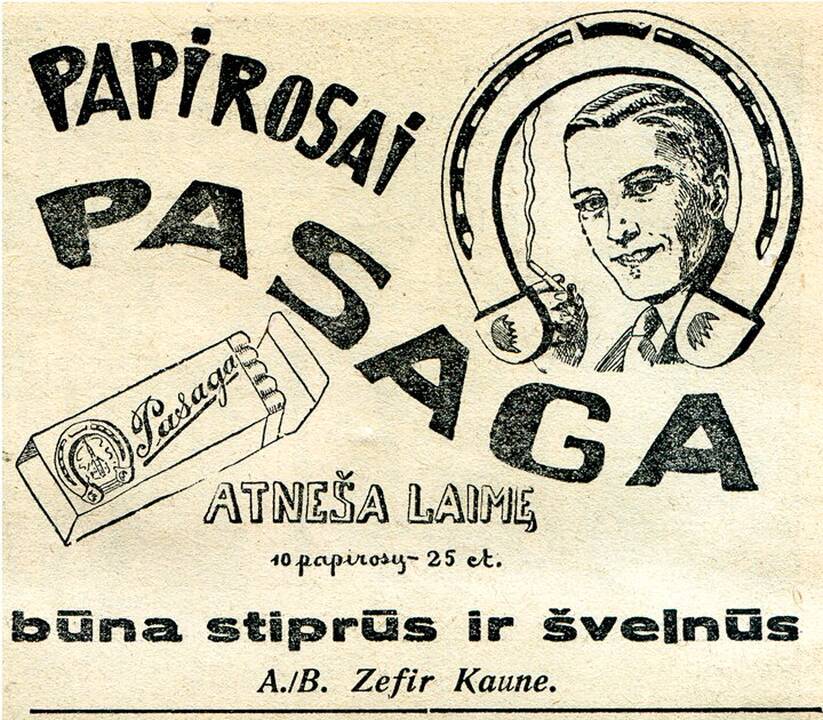 PAPIROSAI
PASAGA
Pasaga
ATNEŠA LAIMĘ
10 papirosų – 25 ct.
būna stiprūs ir švelnūs
A./B. Zefir Kaune.